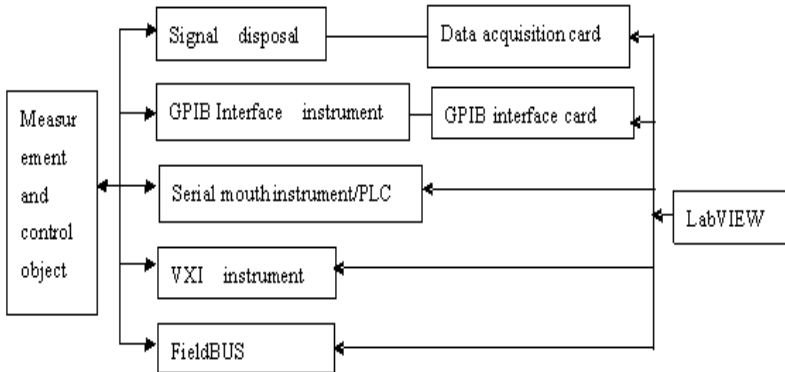 Signal disposal
Data acquisition card
GPIB Interface instrument
GPIB interface card
Measur
ement
and
control
object
Serial mouth instrument/PLC
LabVIEW
VXI instrument
FieldBUS